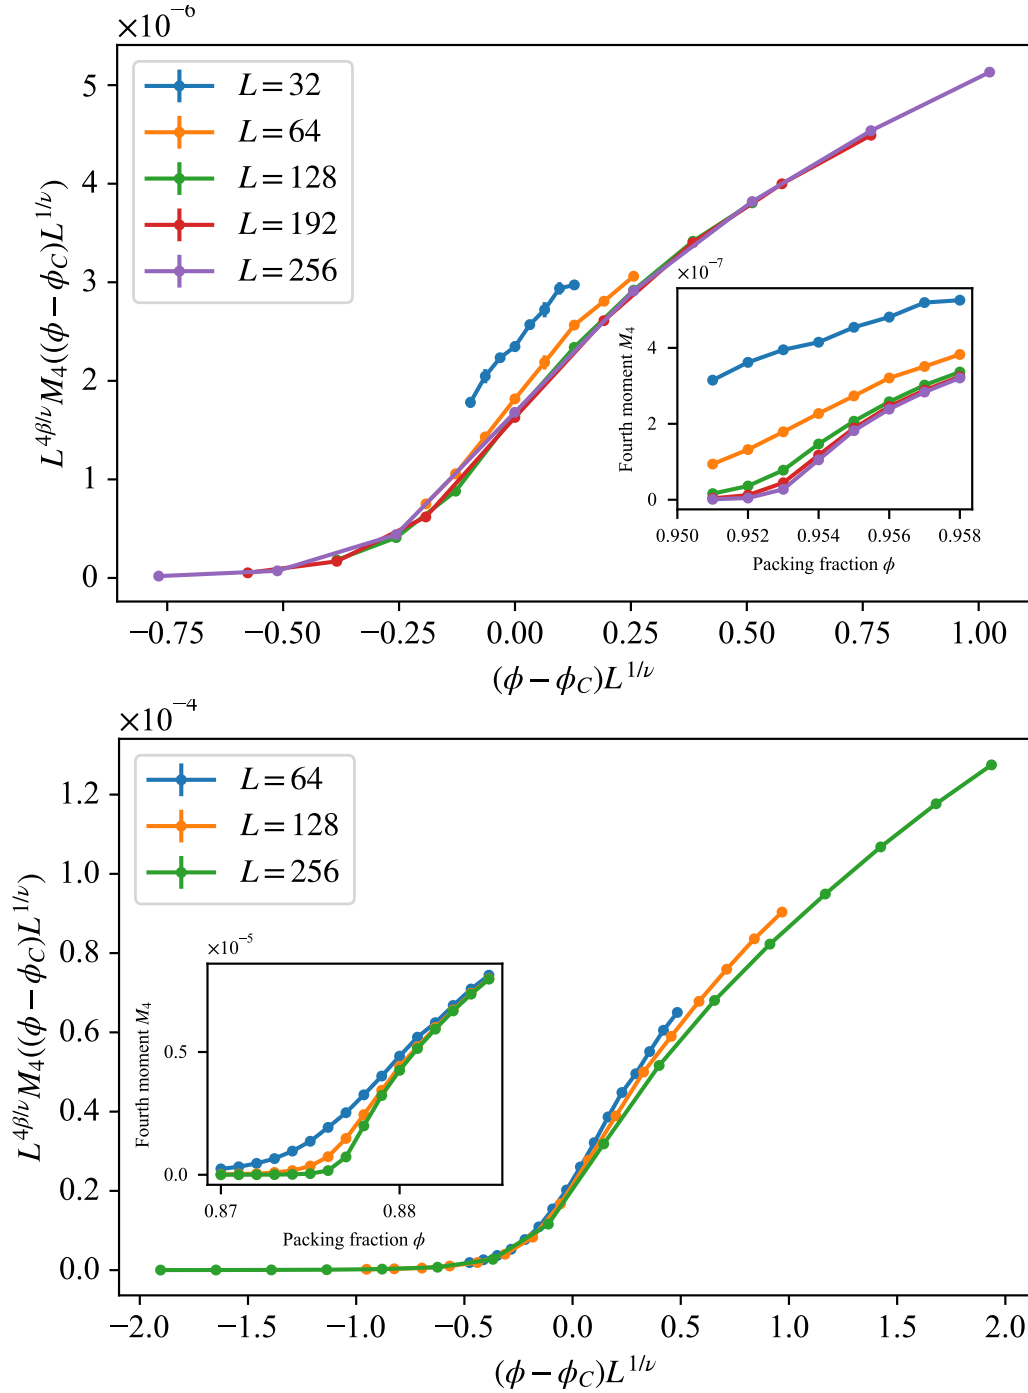 ×10⁻⁶
L = 32
L = 64
L = 128
L = 192
L = 256
L^{4β/ν}M₄((ϕ − ϕ_C)L^{1/ν})
5
4
3
2
1
0
−0.75 −0.50 −0.25 0.00 0.25 0.50 0.75 1.00
(ϕ − ϕ_C)L^{1/ν}
×10⁻⁷
Fourth moment M₄
4
2
0
0.950 0.952 0.954 0.956 0.958
Packing fraction ϕ
×10⁻⁴
L = 64
L = 128
L = 256
L^{4β/ν}M₄((ϕ − ϕ_C)L^{1/ν})
1.2
1.0
0.8
0.6
0.4
0.2
0.0
×10⁻⁵
Fourth moment M₄
0.5
0.0
0.87 0.88
Packing fraction ϕ
−2.0 −1.5 −1.0 −0.5 0.0 0.5 1.0 1.5 2.0
(ϕ − ϕ_C)L^{1/ν}